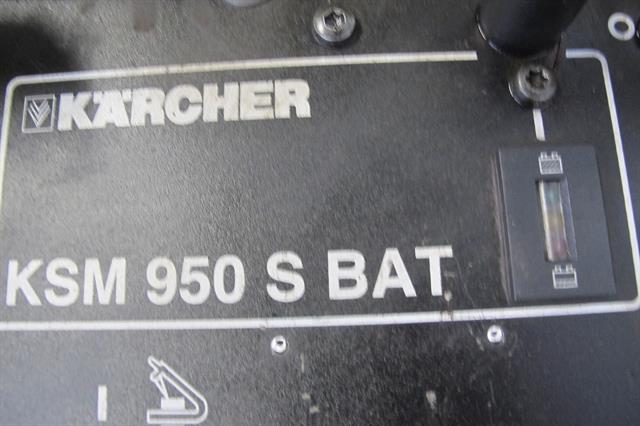 KÄRCHER
KSM 950 S BAT
I